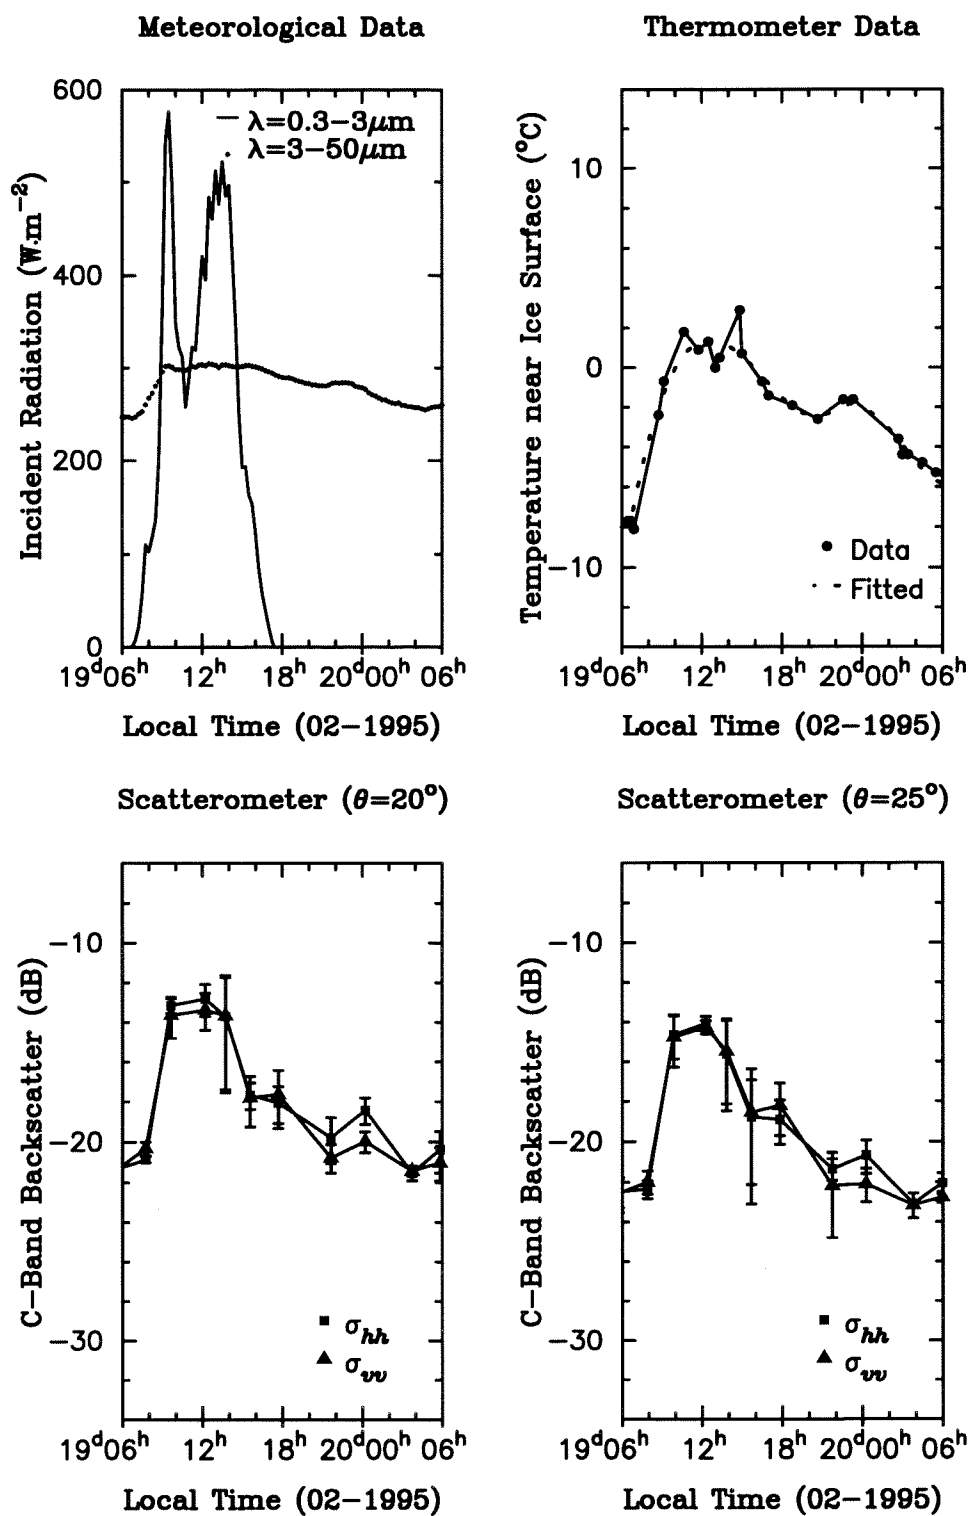 Meteorological Data
Thermometer Data
600
400
200
0
Incident Radiation (W.m⁻²)
λ=0.3−3μm
λ=3−50μm
19ᵈ06ʰ 12ʰ 18ʰ 20ᵈ00ʰ 06ʰ
Local Time (02−1995)
10
0
−10
Temperature near Ice Surface (°C)
Data
Fitted
19ᵈ06ʰ 12ʰ 18ʰ 20ᵈ00ʰ 06ʰ
Local Time (02−1995)
Scatterometer (θ=20°)
Scatterometer (θ=25°)
−10
−20
−30
C−Band Backscatter (dB)
σhh
σvv
19ᵈ06ʰ 12ʰ 18ʰ 20ᵈ00ʰ 06ʰ
Local Time (02−1995)
−10
−20
−30
C−Band Backscatter (dB)
σhh
σvv
19ᵈ06ʰ 12ʰ 18ʰ 20ᵈ00ʰ 06ʰ
Local Time (02−1995)